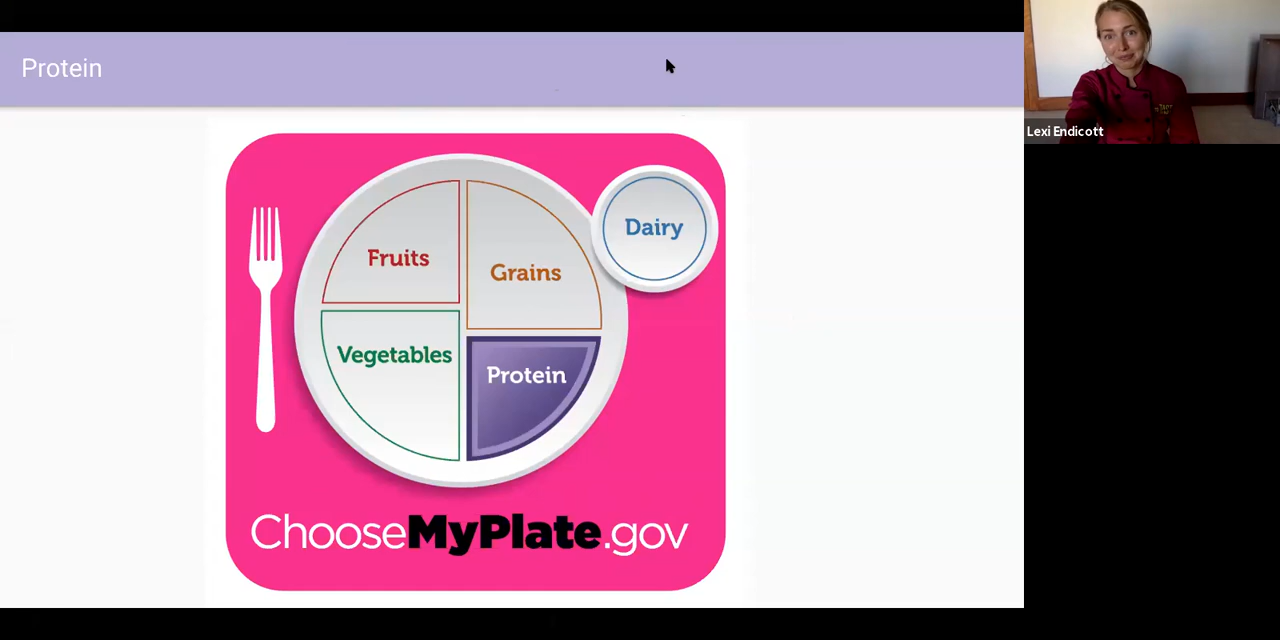 Protein
Lexi Endicott
Fruits
Grains
Dairy
Vegetables
Protein
ChooseMyPlate.gov